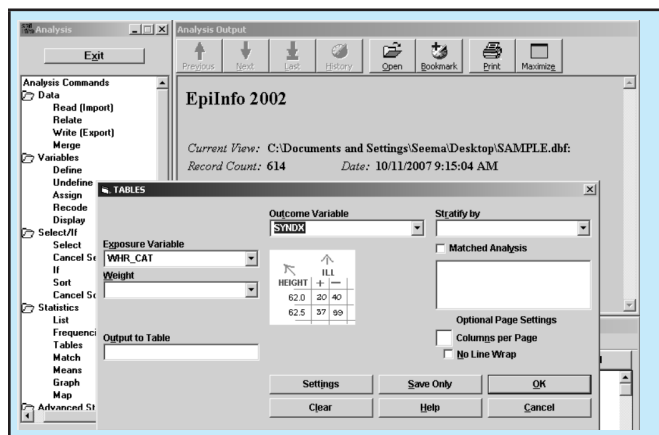 Analysis
Exit
Analysis Commands
Data
Read (Import)
Relate
Write (Export)
Merge
Variables
Define
Undefine
Assign
Recode
Display
Select/If
Select
Cancel Se
If
Sort
Cancel So
Statistics
List
Frequenci
Tables
Match
Means
Graph
Map
Advanced St
Analysis Output
Previous Next Last History Open Bookmark Print Maximize
EpiInfo 2002
Current View: C:\Documents and Settings\Seema\Desktop\SAMPLE.dbf:
Record Count: 614 Date: 10/11/2007 9:15:04 AM
TABLES
Outcome Variable
SYNDX
Stratify by
Exposure Variable
WHR_CAT
Matched Analysis
Weight
ILL
HEIGHT + −
62.0 20 40
62.5 37 99
Output to Table
Optional Page Settings
Columns per Page
No Line Wrap
Settings Save Only OK
Clear Help Cancel